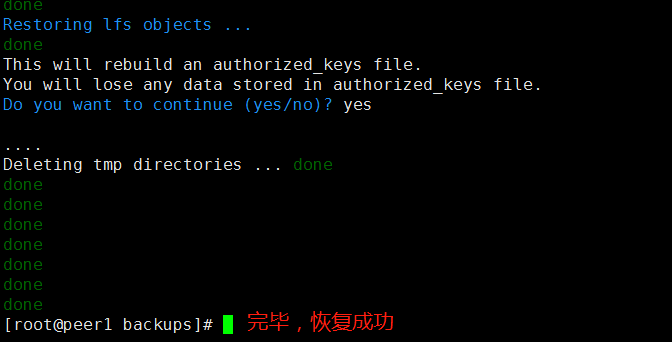 done
Restoring lfs objects ...
done
This will rebuild an authorized_keys file.
You will lose any data stored in authorized_keys file.
Do you want to continue (yes/no)? yes
....
Deleting tmp directories ... done
done
done
done
done
done
done
done
[root@peer1 backups]# 完毕，恢复成功